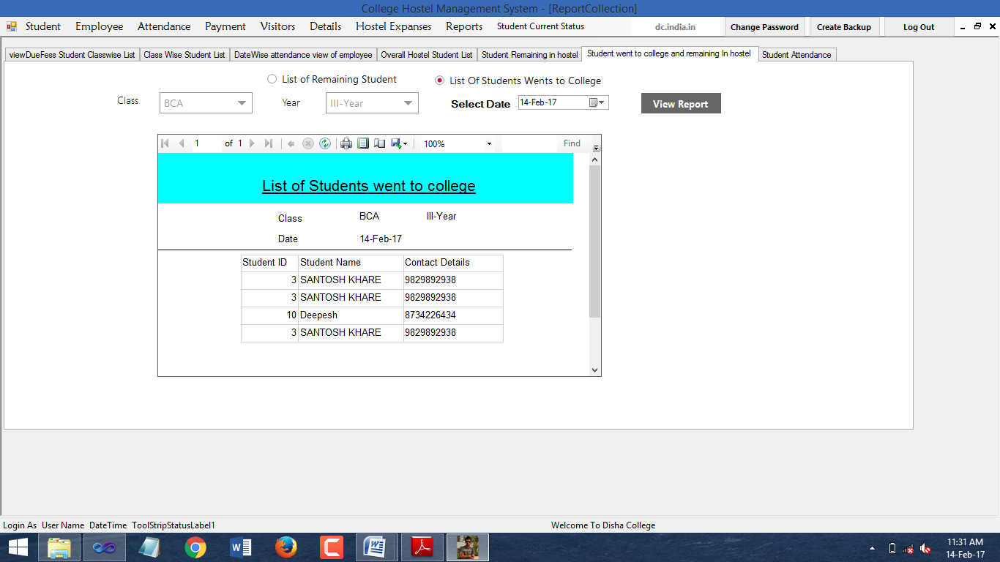 College Hostel Management System - [ReportCollection]
Student Employee Attendance Payment Visitors Details Hostel Expanses Reports Student Current Status dc.india.in Change Password Create Backup Log Out
viewDueFess Student Classwise List Class Wise Student List DateWise attendance view of employee Overall Hostel Student List Student Remaining in hostel Student went to college and remaining In hostel Student Attendance
List of Remaining Student List Of Students Wents to College
Class BCA Year III-Year Select Date 14-Feb-17 View Report
1 of 1 100% Find
List of Students went to college
Class BCA III-Year
Date 14-Feb-17
Student ID Student Name Contact Details
3 SANTOSH KHARE 9829892938
3 SANTOSH KHARE 9829892938
10 Deepesh 8734226434
3 SANTOSH KHARE 9829892938
Login As User Name DateTime ToolStripStatusLabel1 Welcome To Disha College
11:31 AM
14-Feb-17